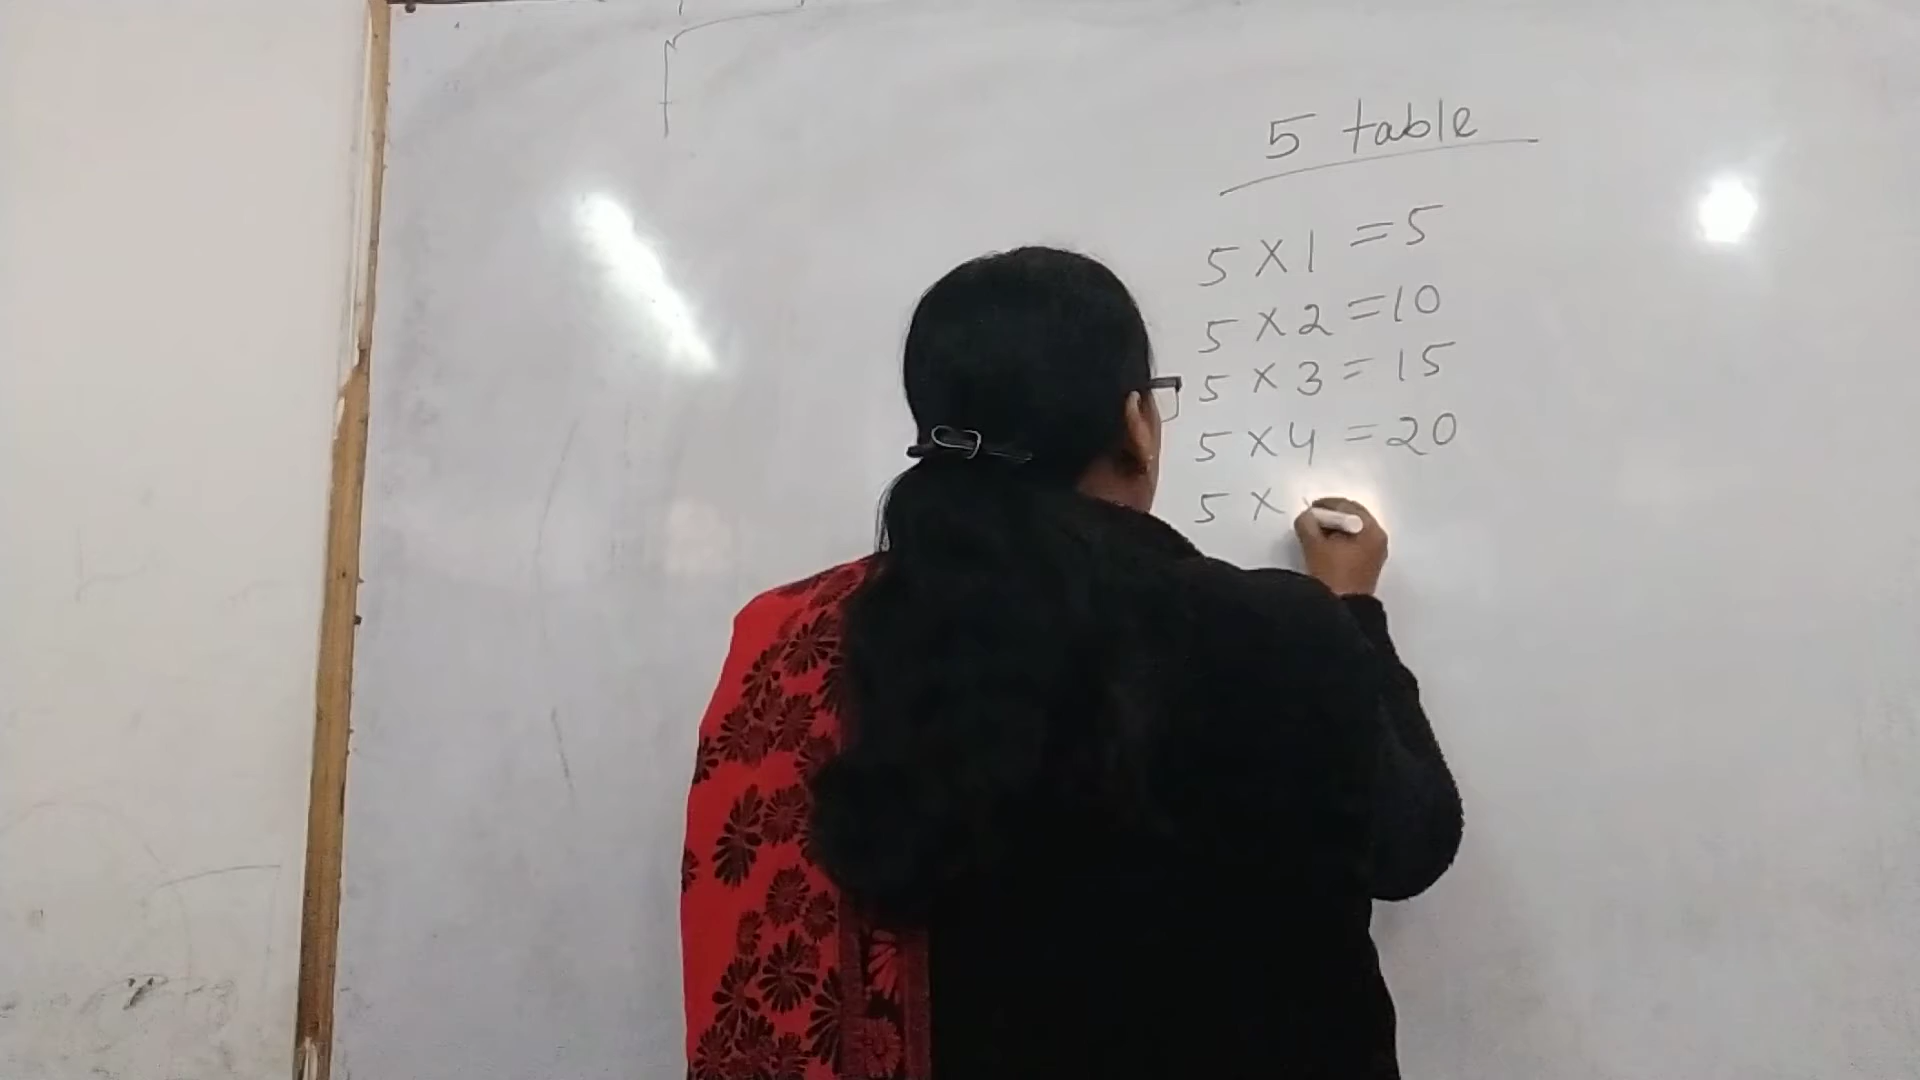 5 table
5 × 1 = 5
5 × 2 = 10
5 × 3 = 15
5 × 4 = 20
5 ×